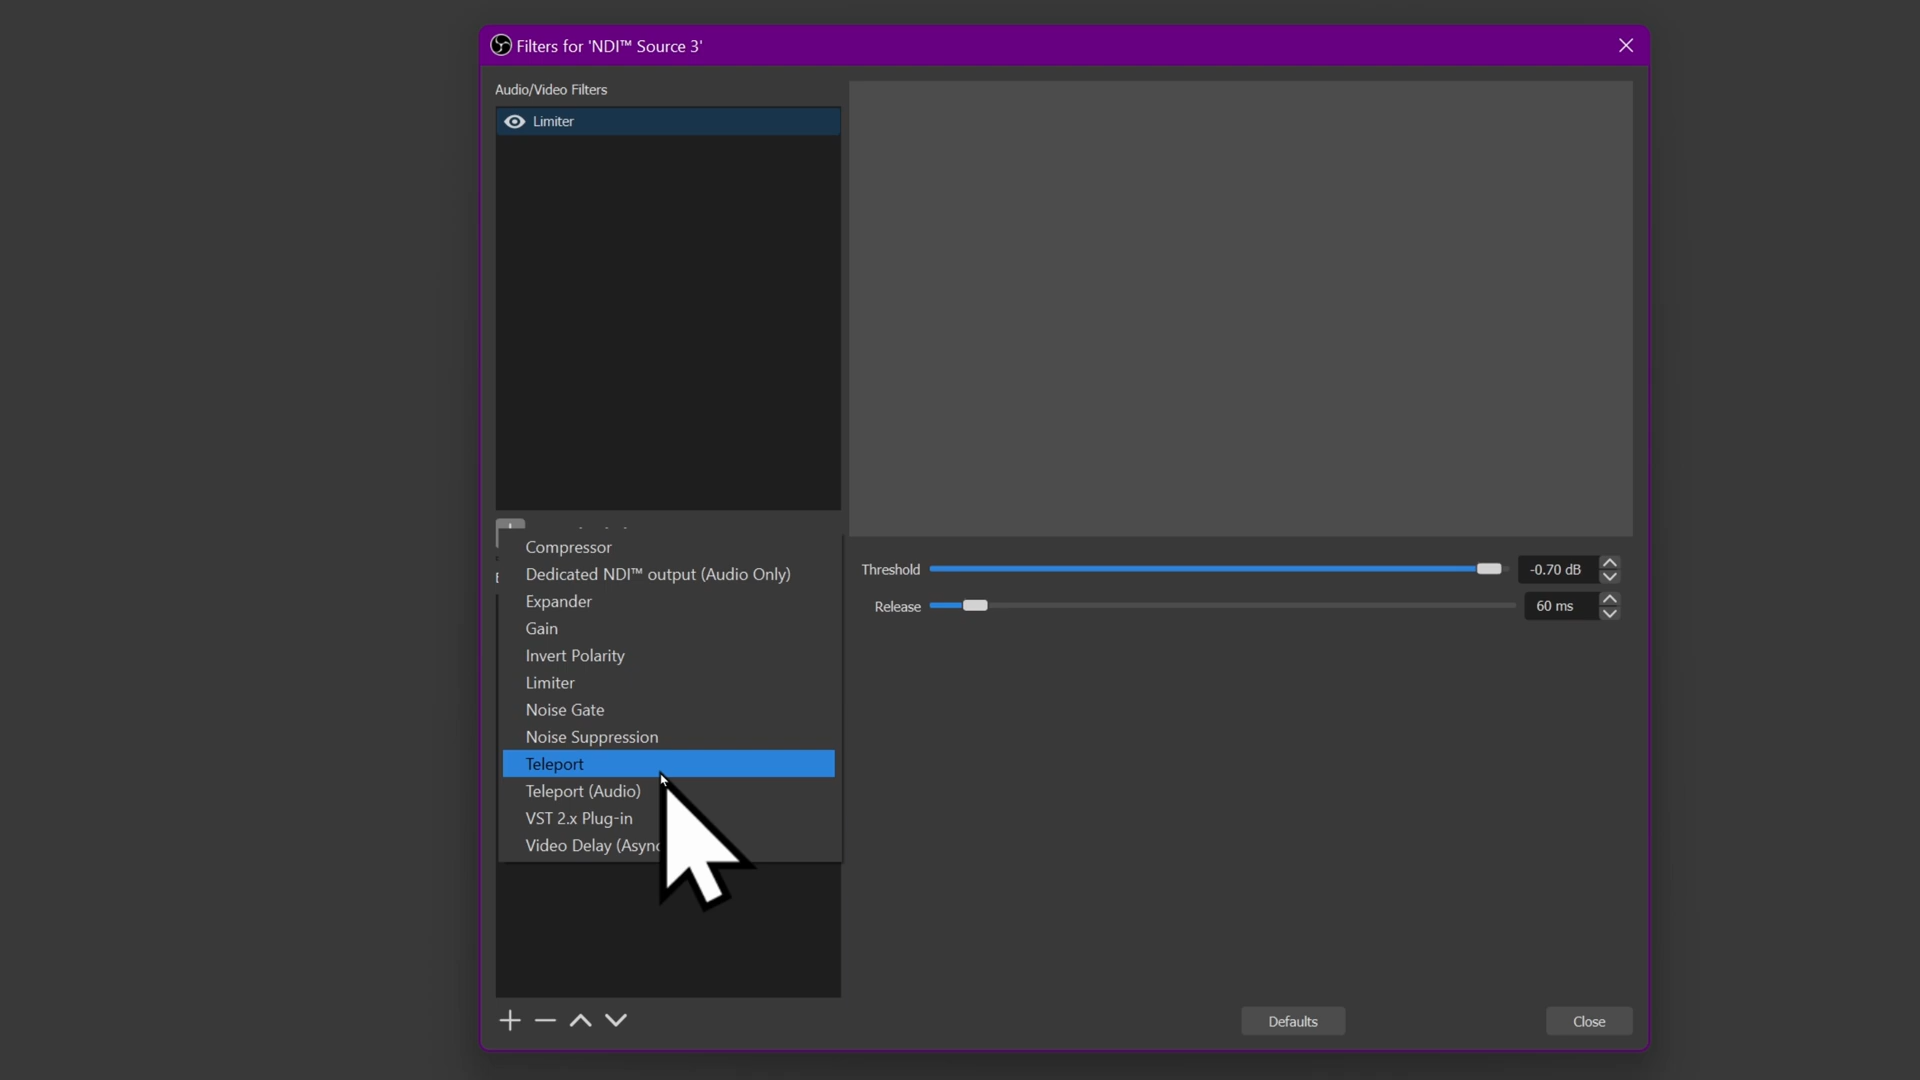 Filters for 'NDI™ Source 3'
Audio/Video Filters
Limiter
Compressor
Dedicated NDI™ output (Audio Only)
Expander
Gain
Invert Polarity
Limiter
Noise Gate
Noise Suppression
Teleport
Teleport (Audio)
VST 2.x Plug-in
Video Delay
Threshold
-0.70 dB
Release
60 ms
Defaults
Close